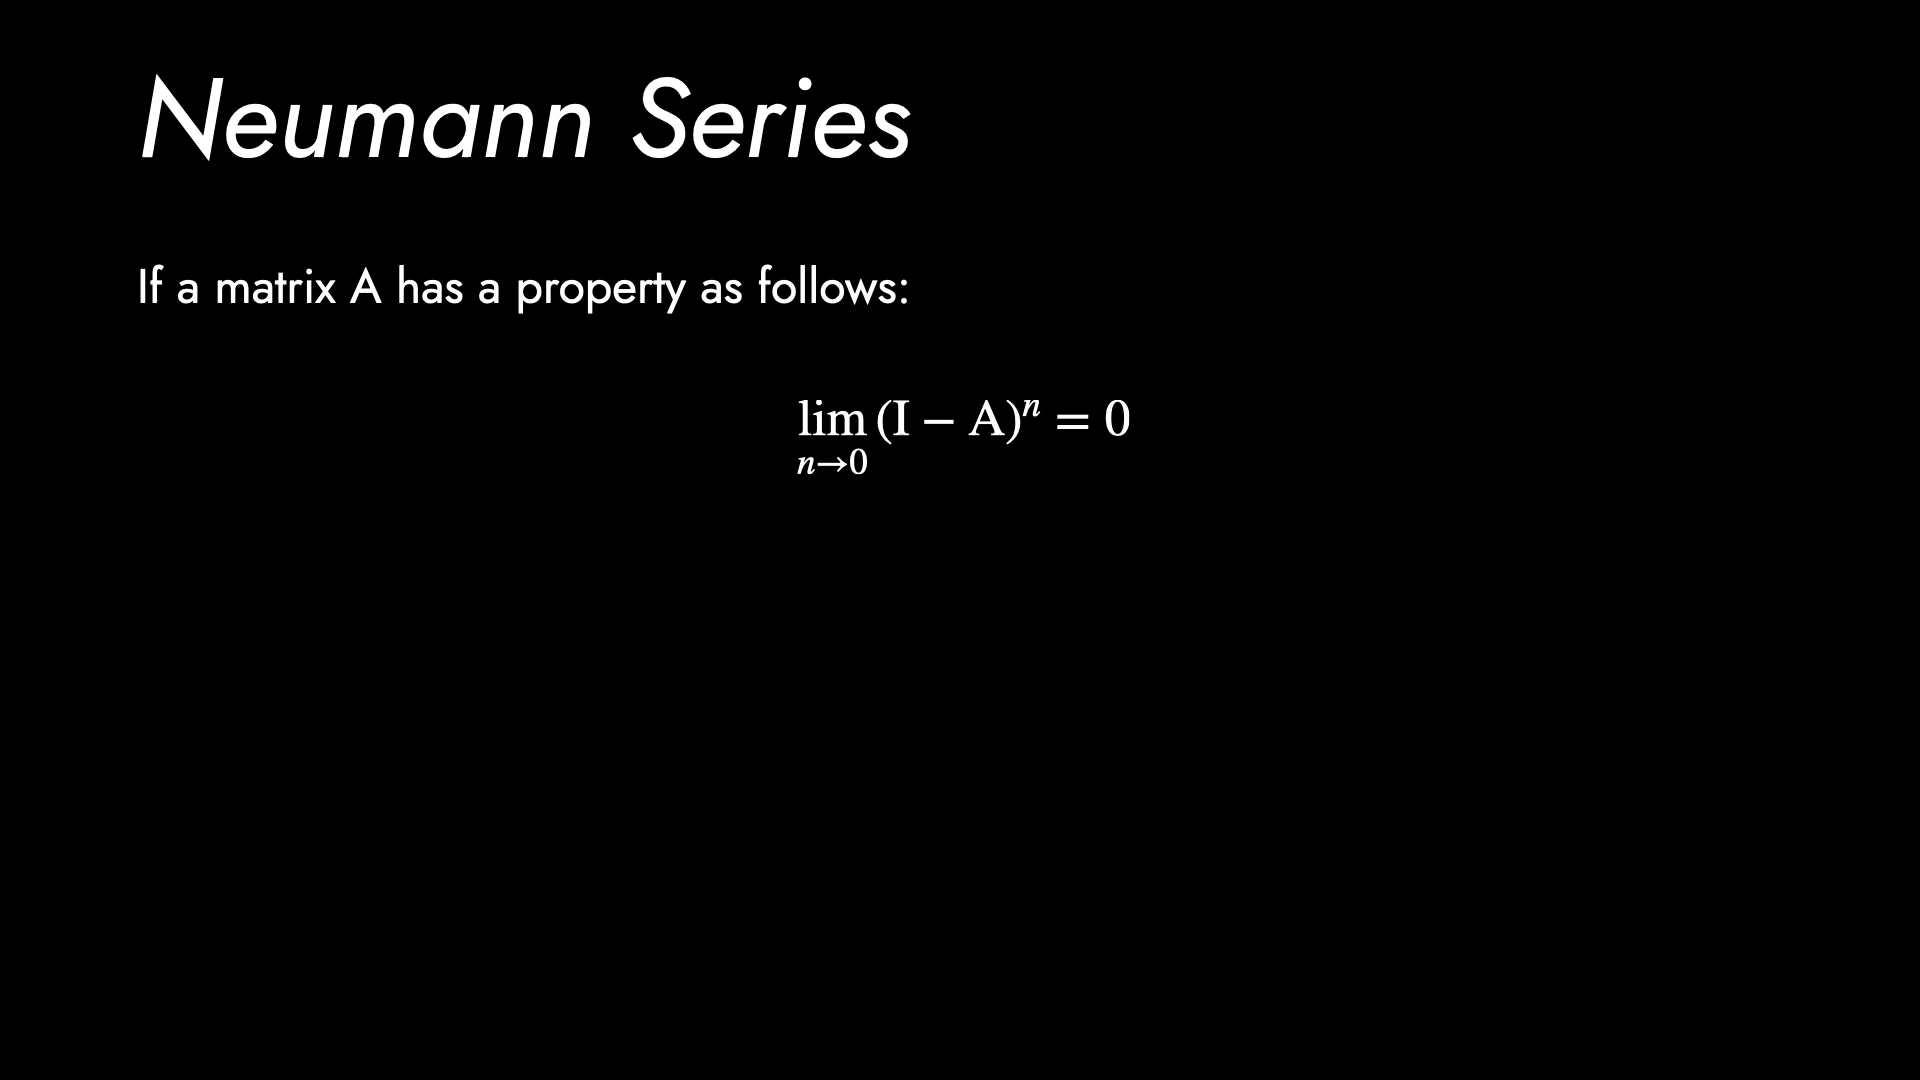 Neumann Series
If a matrix A has a property as follows:
lim (I − A)ⁿ = 0
n→0